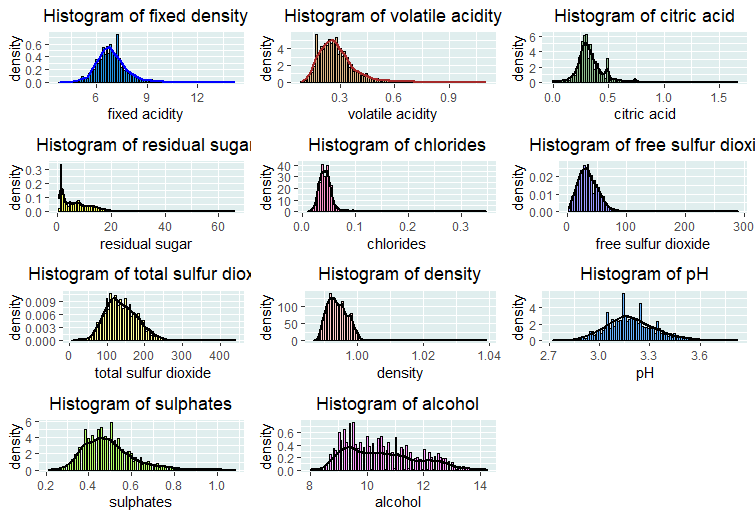 Histogram of fixed density
density
0.6
0.4
0.2
0.0
6 9 12
fixed acidity
Histogram of volatile acidity
density
4
2
0
0.3 0.6 0.9
volatile acidity
Histogram of citric acid
density
6
4
2
0
0.0 0.5 1.0 1.5
citric acid
Histogram of residual sugar
density
0.3
0.2
0.1
0.0
0 20 40 60
residual sugar
Histogram of chlorides
density
40
30
20
10
0
0.0 0.1 0.2 0.3
chlorides
Histogram of free sulfur dioxi
density
0.02
0.01
0.00
0 100 200 300
free sulfur dioxide
Histogram of total sulfur diox
density
0.009
0.006
0.003
0.000
0 100 200 300 400
total sulfur dioxide
Histogram of density
density
100
50
0
1.00 1.02 1.04
density
Histogram of pH
density
4
2
0
2.7 3.0 3.3 3.6
pH
Histogram of sulphates
density
6
4
2
0
0.2 0.4 0.6 0.8 1.0
sulphates
Histogram of alcohol
density
0.6
0.4
0.2
0.0
8 10 12 14
alcohol